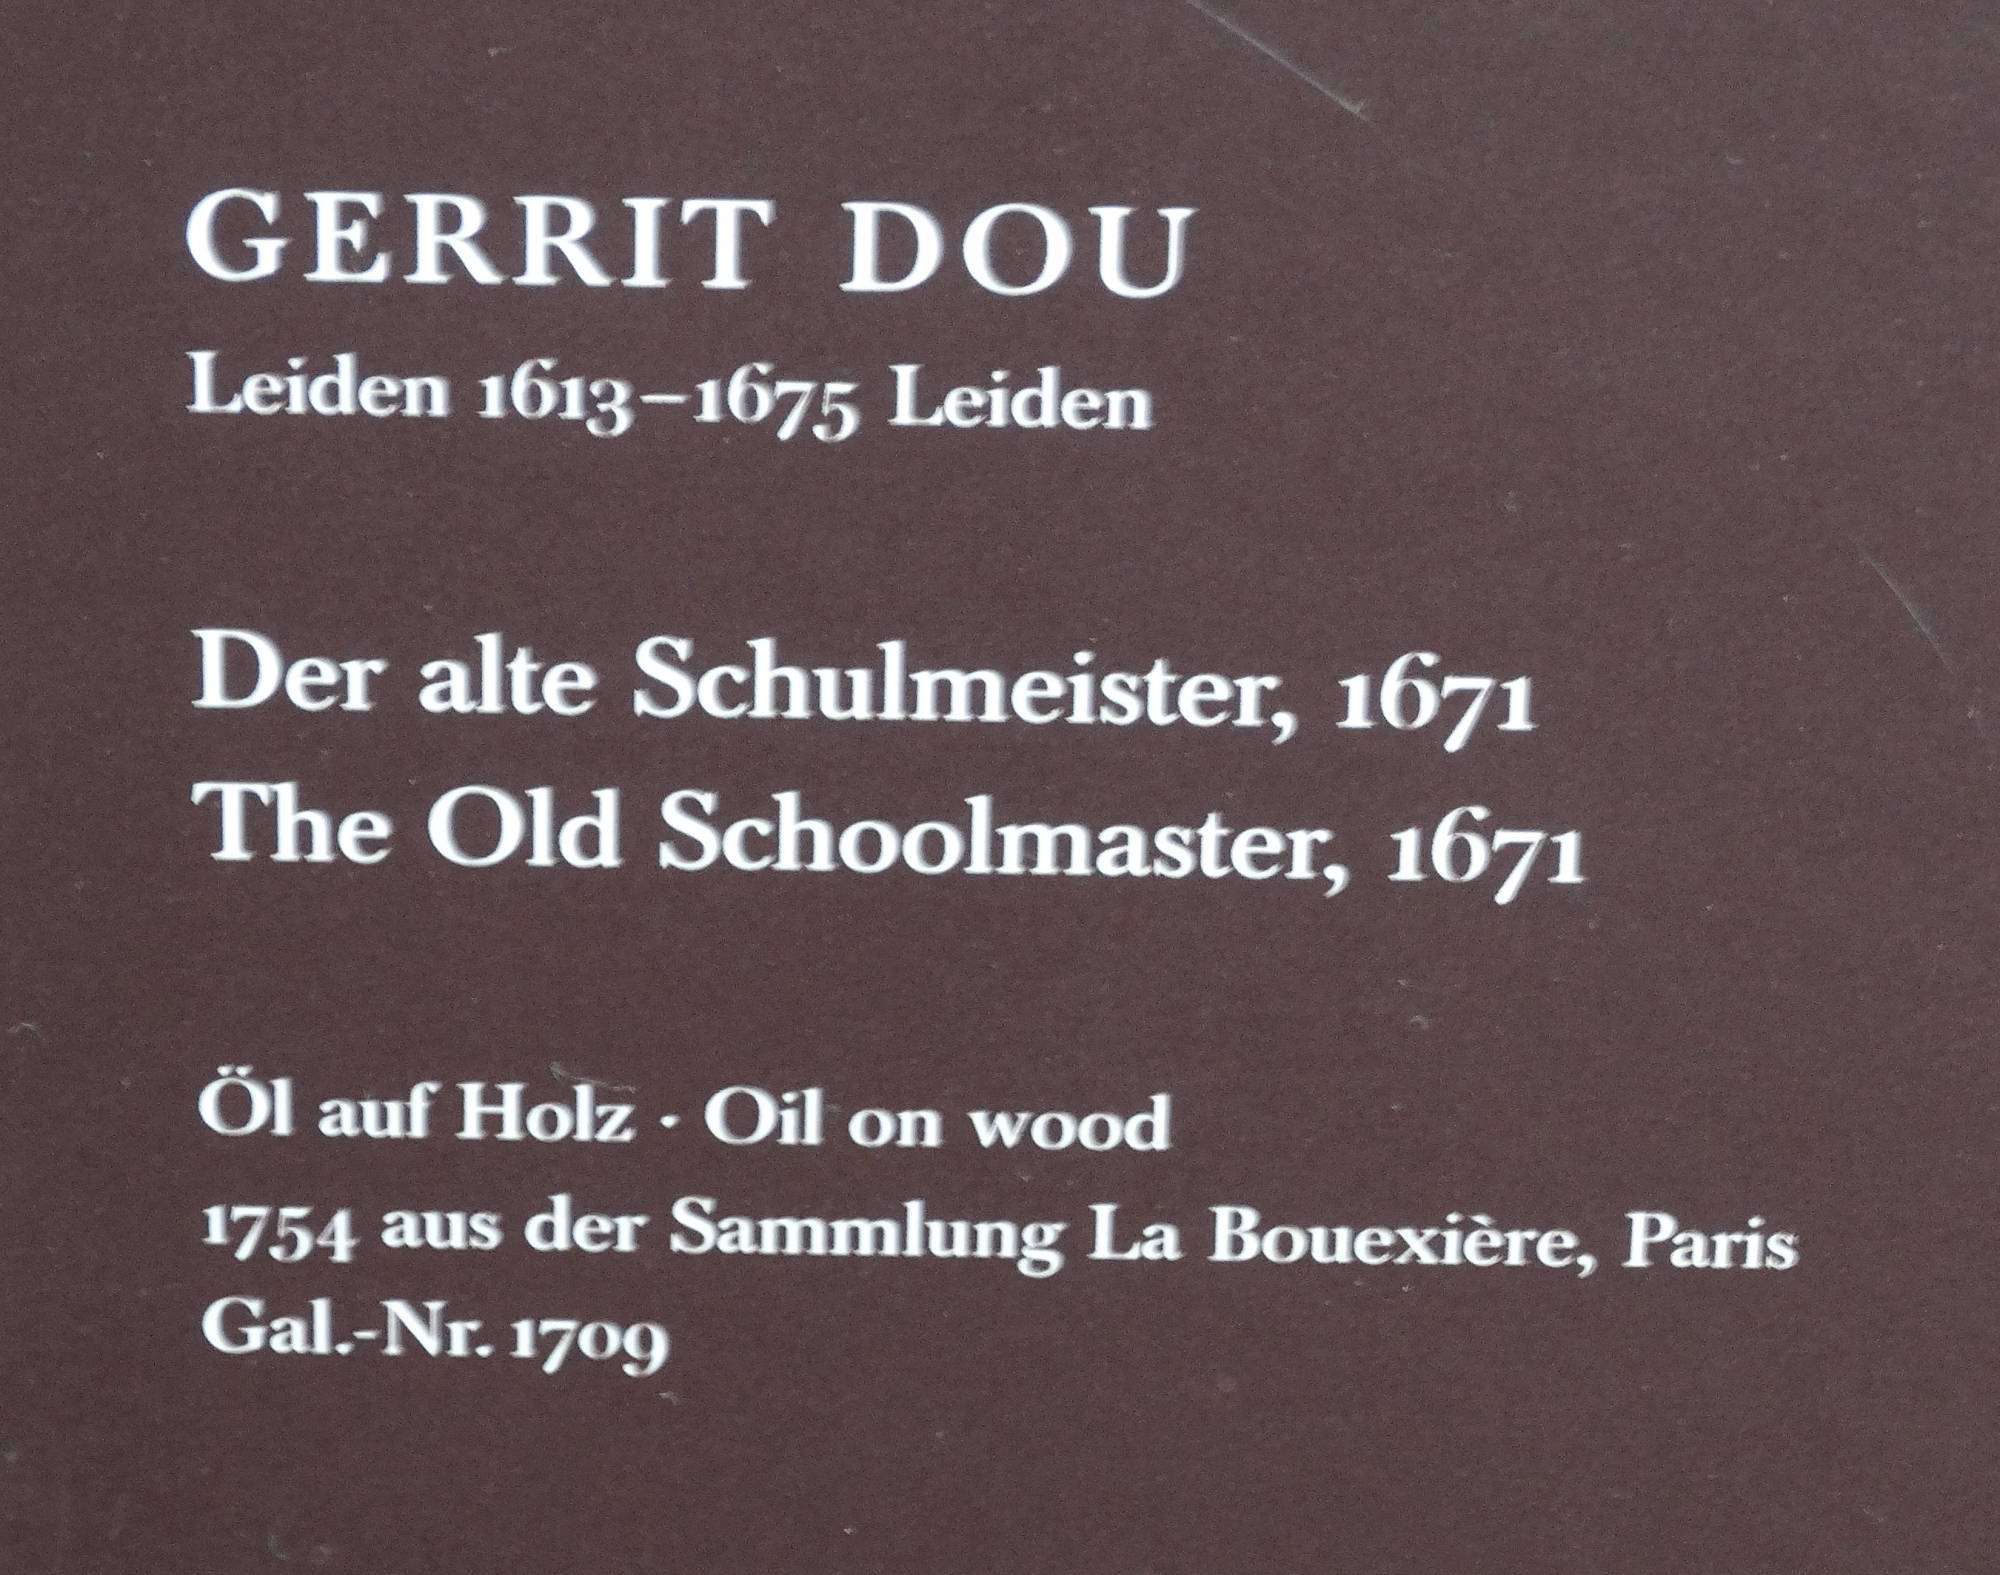 GERRIT DOU
Leiden 1613–1675 Leiden
Der alte Schulmeister, 1671
The Old Schoolmaster, 1671
Öl auf Holz · Oil on wood
1754 aus der Sammlung La Bouexière, Paris
Gal.-Nr. 1709